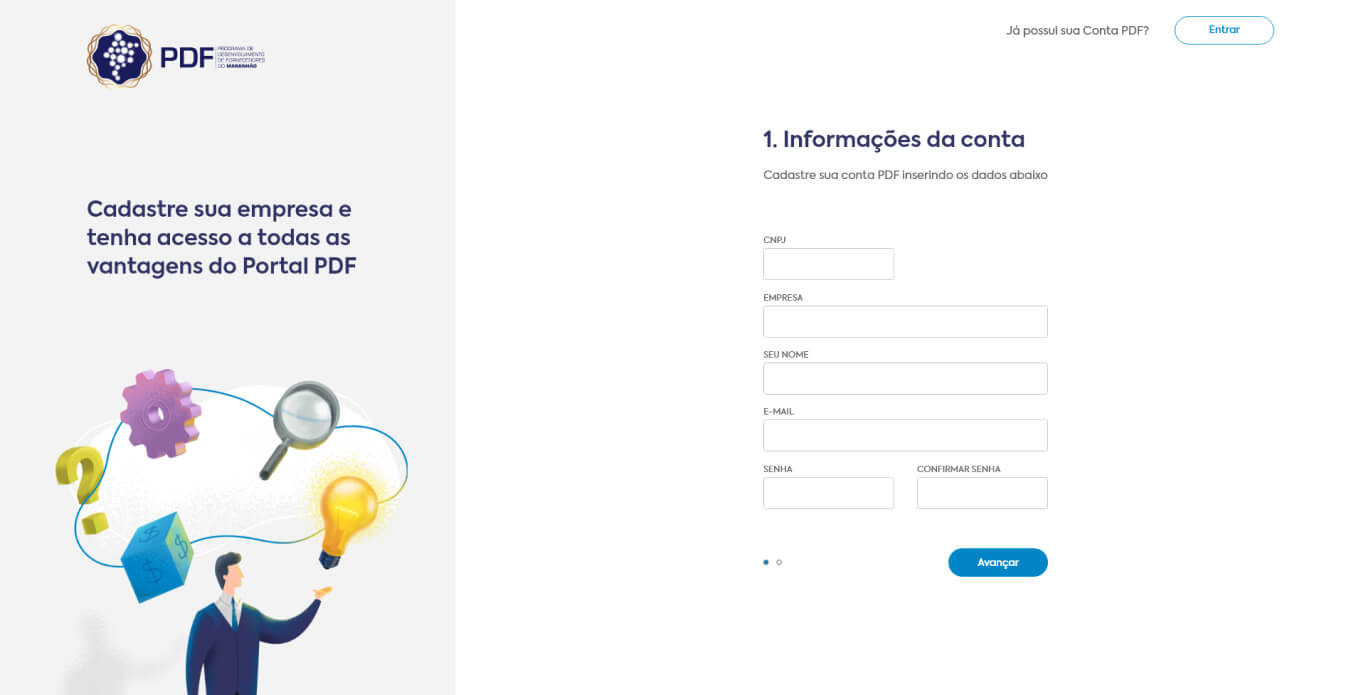 PDF
PROGRAMA DE
DESENVOLVIMENTO
DE FORNECEDORES
DO MARANHÃO
Já possui sua Conta PDF?
Entrar
Cadastre sua empresa e
tenha acesso a todas as
vantagens do Portal PDF
1. Informações da conta
Cadastre sua conta PDF inserindo os dados abaixo
CNPJ
EMPRESA
SEU NOME
E-MAIL
SENHA
CONFIRMAR SENHA
Avançar
$
$
$